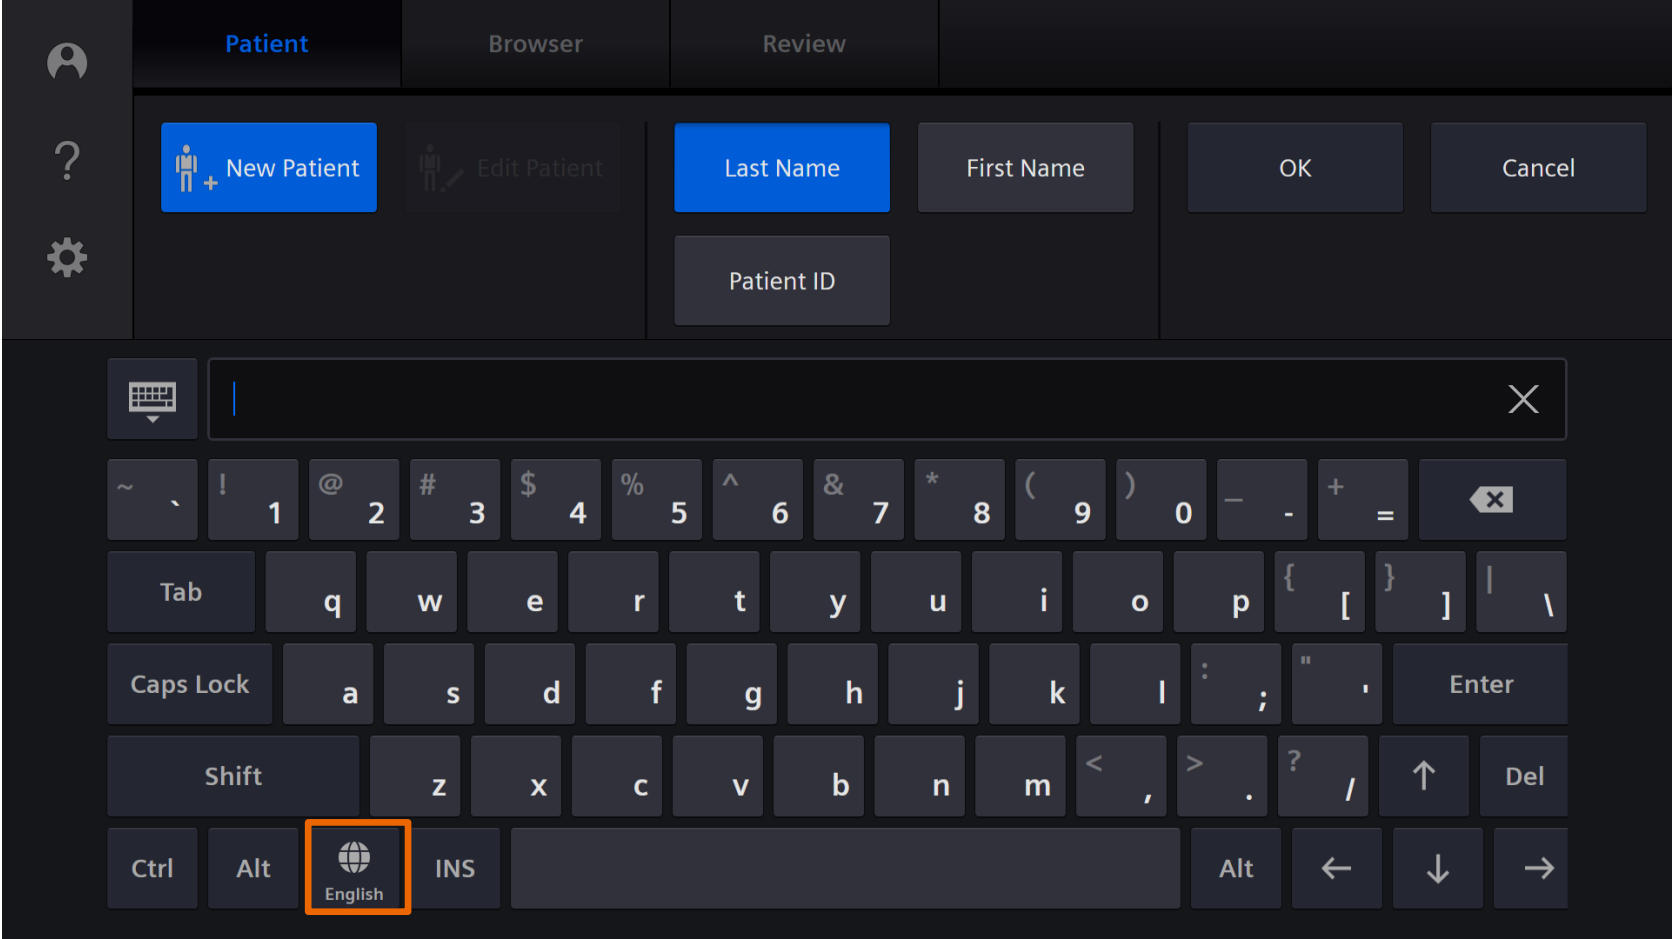 Patient
Browser
Review
New Patient
Edit Patient
Last Name
First Name
OK
Cancel
Patient ID
~ `
! 1
@ 2
# 3
$ 4
% 5
^ 6
& 7
* 8
( 9
) 0
_ -
+ =
Tab
q
w
e
r
t
y
u
i
o
p
{ [
} ]
| \
Caps Lock
a
s
d
f
g
h
j
k
l
: ;
" '
Enter
Shift
z
x
c
v
b
n
m
< ,
> .
? /
↑
Del
Ctrl
Alt
English
INS
Alt
←
↓
→